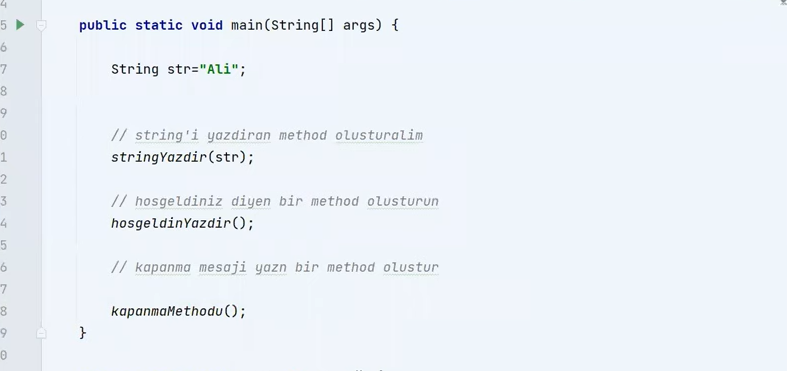 4
5 public static void main(String[] args) {
6
7 String str="Ali";
8
9
0 // string'i yazdiran method olusturalim
1 stringYazdir(str);
2
3 // hosgeldiniz diyen bir method olusturun
4 hosgeldinYazdir();
5
6 // kapanma mesaji yazn bir method olustur
7
8 kapanmaMethodu();
9 }
0